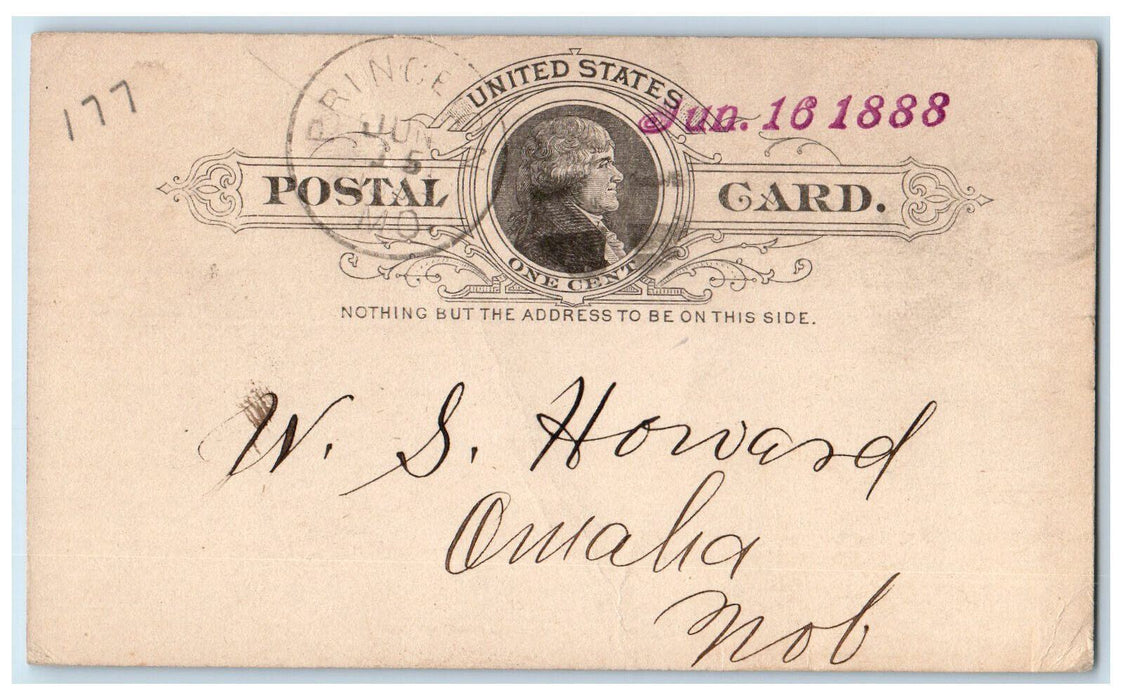 177
UNITED STATES
Jun. 16 1888
PRINCE
JUN
15
MO
POSTAL CARD.
ONE CENT
NOTHING BUT THE ADDRESS TO BE ON THIS SIDE.
W. S. Howard
Omaha
Neb